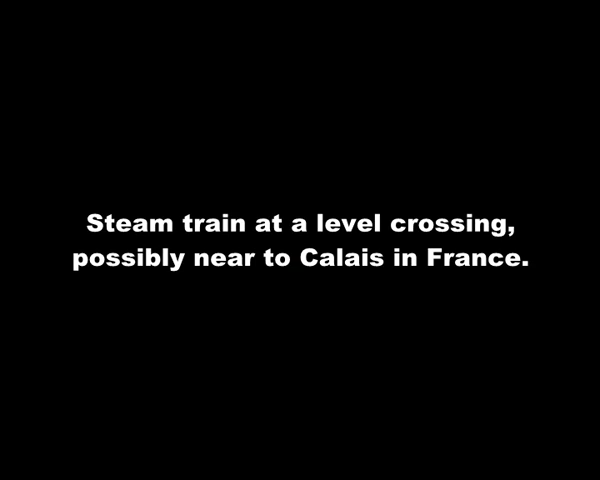 Steam train at a level crossing,
possibly near to Calais in France.